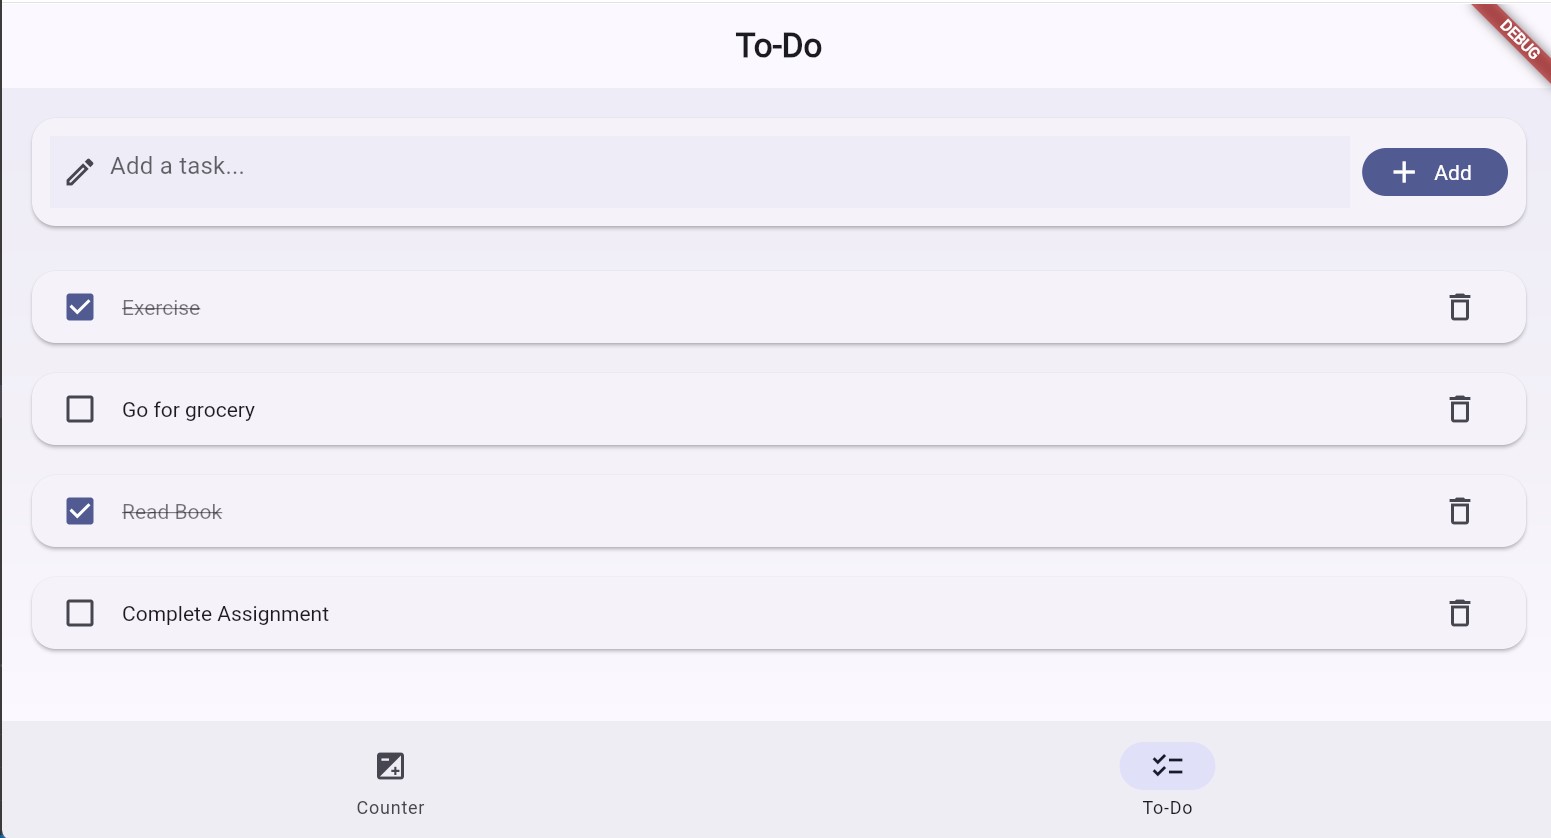 To-Do
DEBUG
Add a task...
Add
Exercise
Go for grocery
Read Book
Complete Assignment
Counter
To-Do